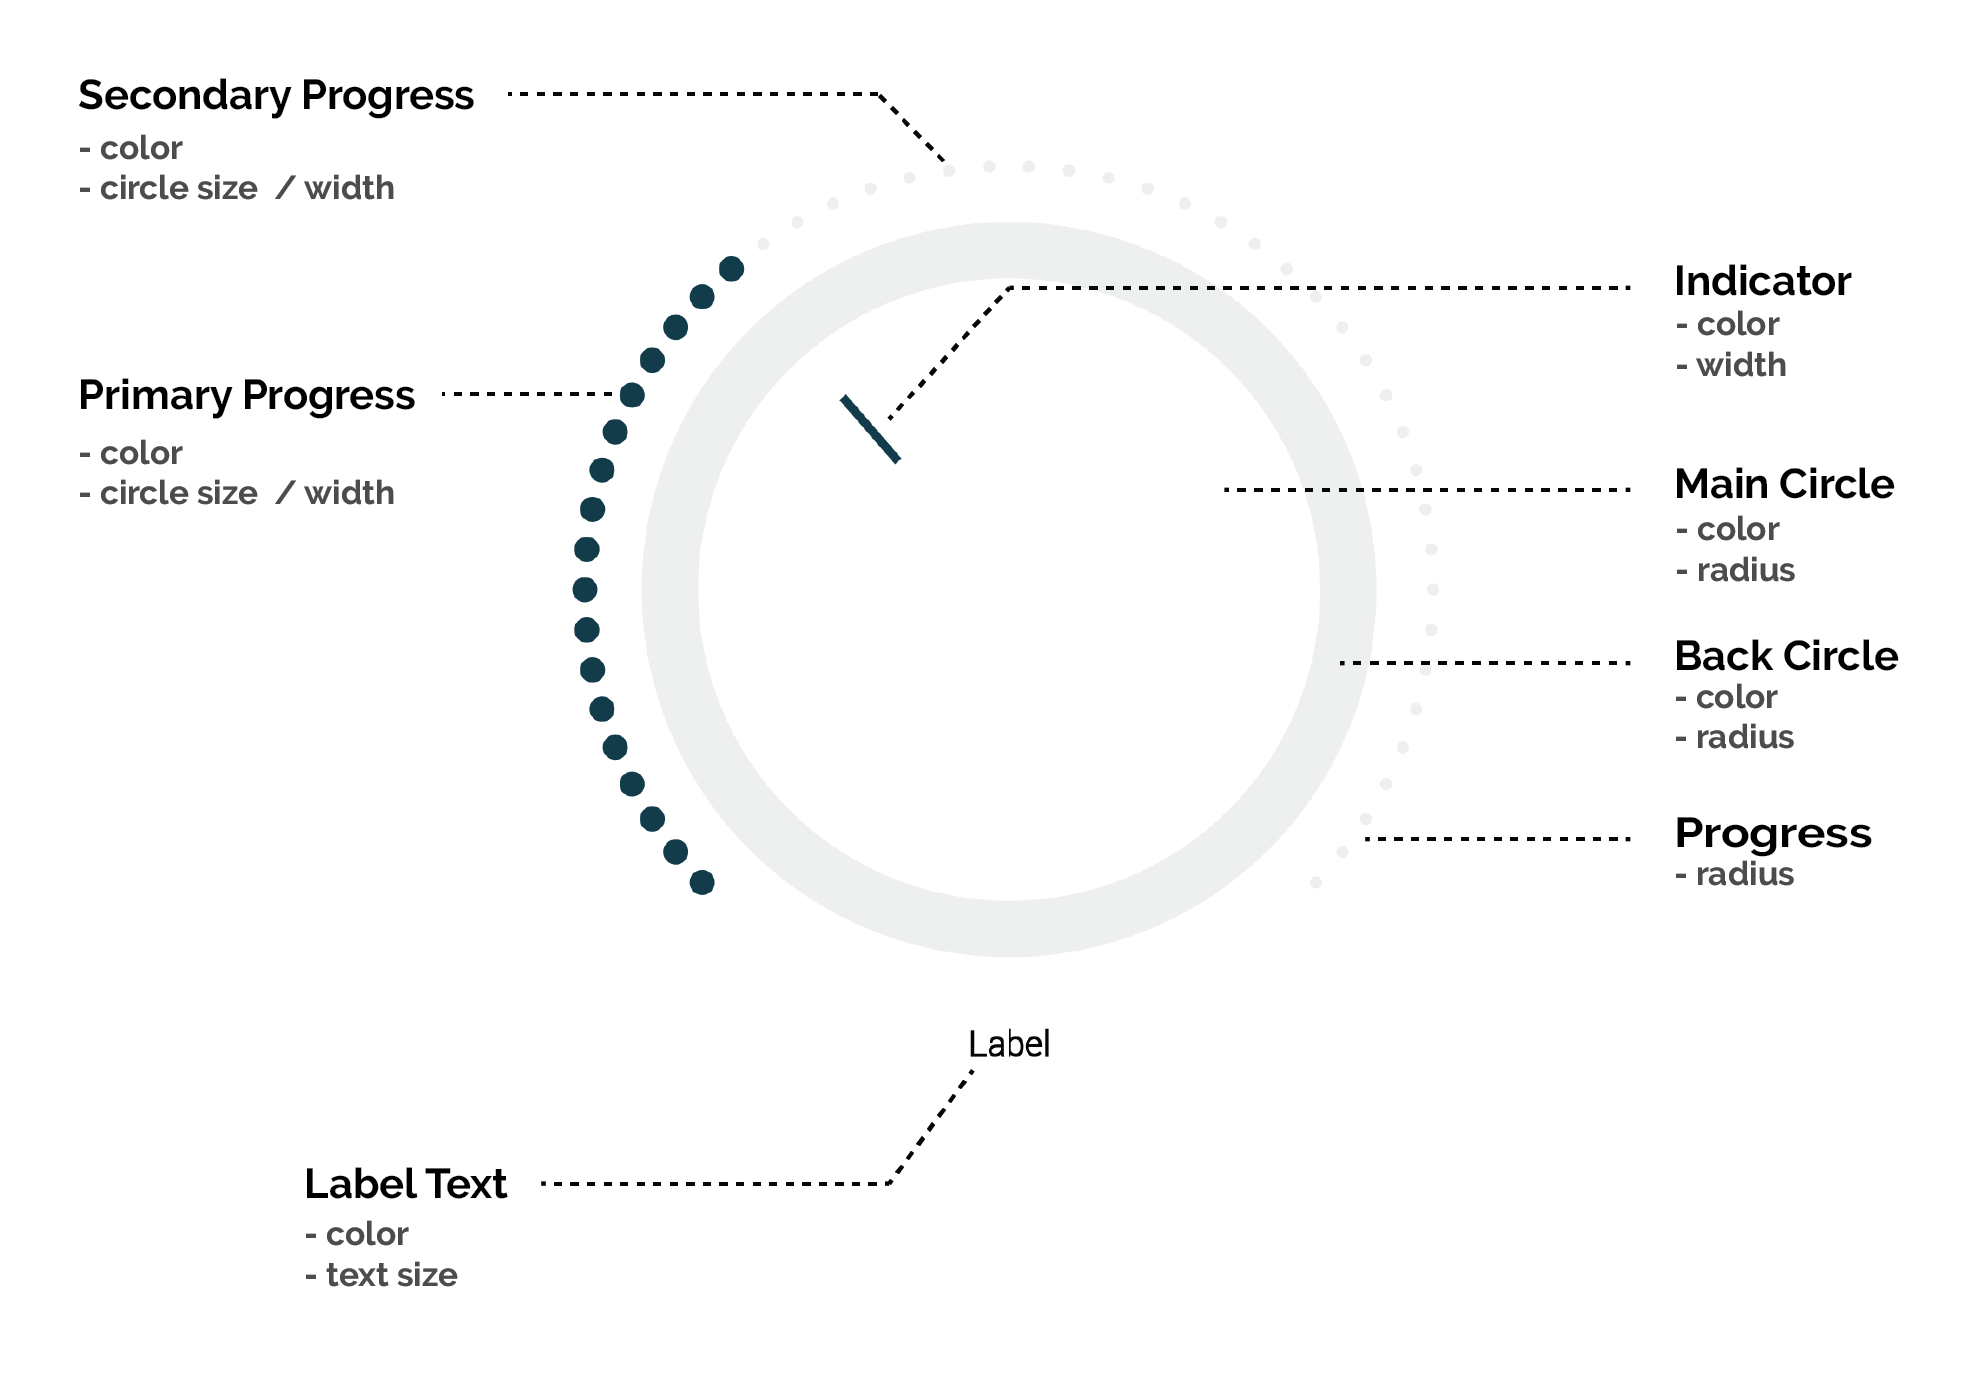 Secondary Progress
- color
- circle size / width
Indicator
- color
- width
Primary Progress
- color
- circle size / width
Main Circle
- color
- radius
Back Circle
- color
- radius
Progress
- radius
Label
Label Text
- color
- text size